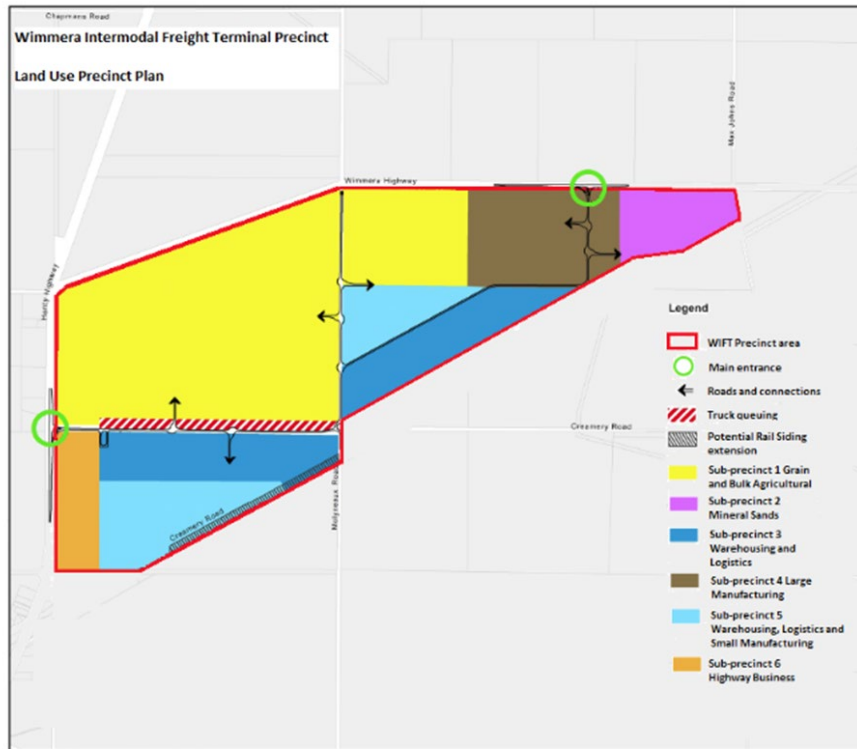 Chapmans Road
Wimmera Intermodal Freight Terminal Precinct
Land Use Precinct Plan
Mac Johns Road
Wimmera Highway
Henty Highway
Creamery Road
Creamery Road
Molyneaux Road
Legend
WIFT Precinct area
Main entrance
Roads and connections
Truck queuing
Potential Rail Siding
extension
Sub-precinct 1 Grain
and Bulk Agricultural
Sub-precinct 2
Mineral Sands
Sub-precinct 3
Warehousing and
Logistics
Sub-precinct 4 Large
Manufacturing
Sub-precinct 5
Warehousing, Logistics and
Small Manufacturing
Sub-precinct 6
Highway Business